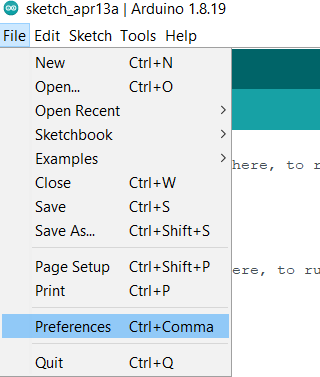 sketch_apr13a | Arduino 1.8.19
File Edit Sketch Tools Help
New Ctrl+N
Open... Ctrl+O
Open Recent >
Sketchbook >
Examples >
Close Ctrl+W
Save Ctrl+S
Save As... Ctrl+Shift+S
Page Setup Ctrl+Shift+P
Print Ctrl+P
Preferences Ctrl+Comma
Quit Ctrl+Q
here, to r
ere, to ru